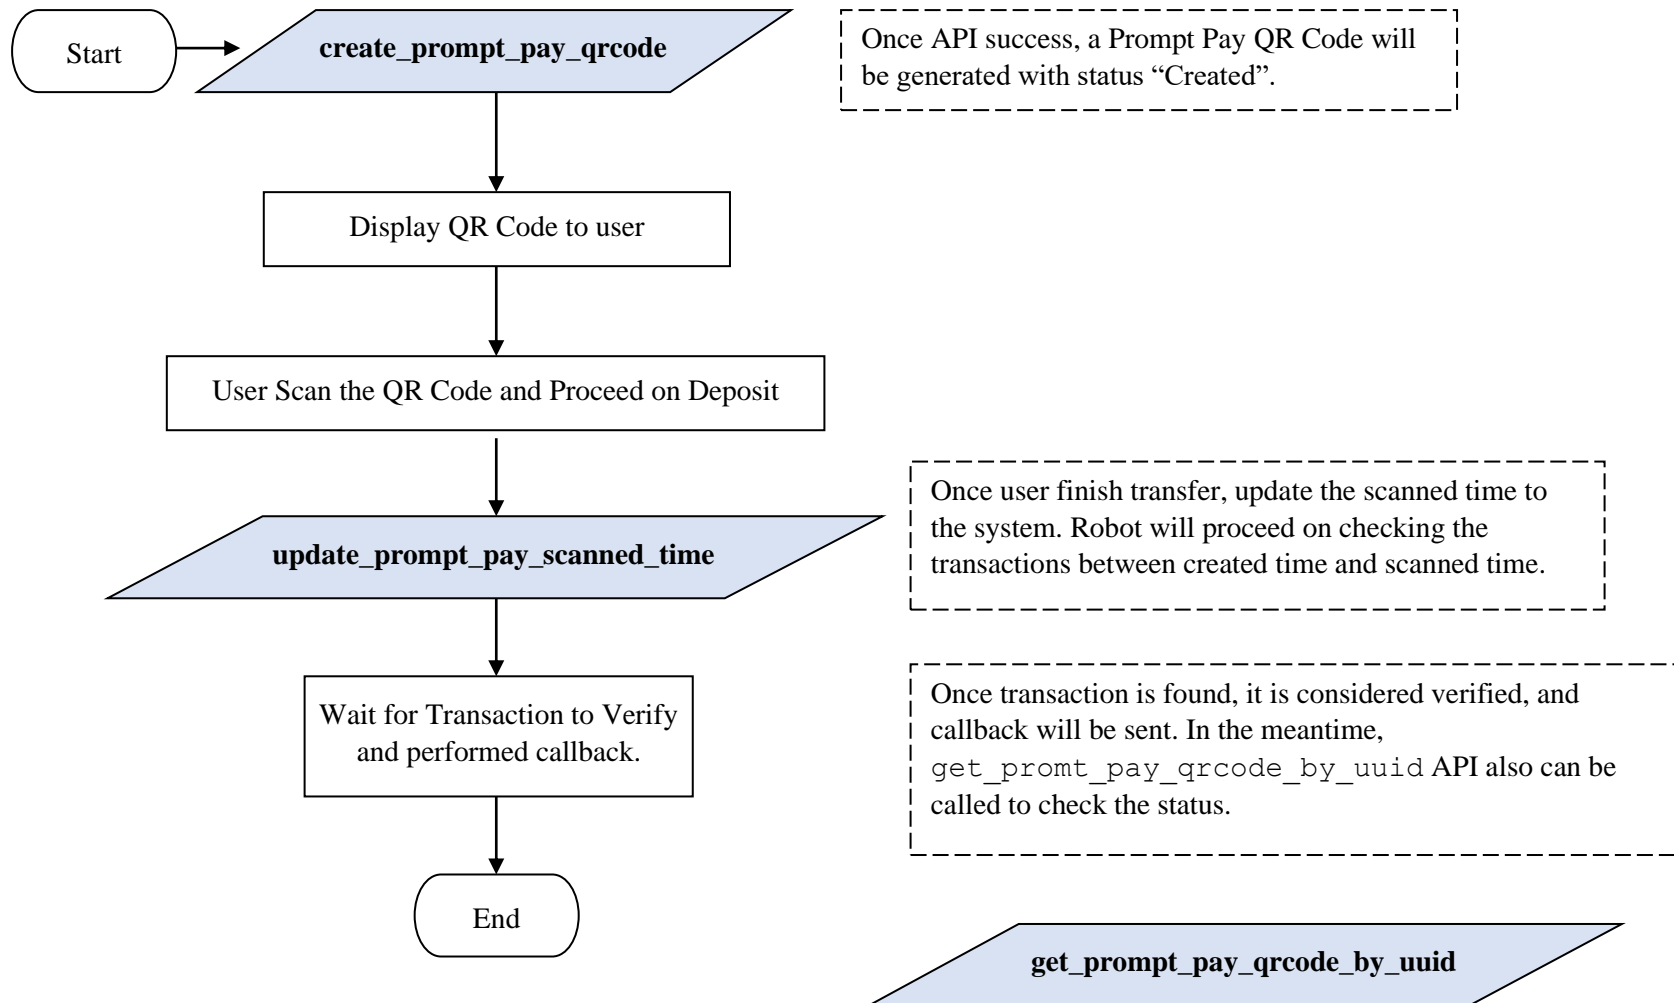 Start
create_prompt_pay_qrcode
Once API success, a Prompt Pay QR Code will
be generated with status “Created”.
Display QR Code to user
User Scan the QR Code and Proceed on Deposit
update_prompt_pay_scanned_time
Once user finish transfer, update the scanned time to
the system. Robot will proceed on checking the
transactions between created time and scanned time.
Wait for Transaction to Verify
and performed callback.
Once transaction is found, it is considered verified, and
callback will be sent. In the meantime,
get_promt_pay_qrcode_by_uuid API also can be
called to check the status.
End
get_prompt_pay_qrcode_by_uuid